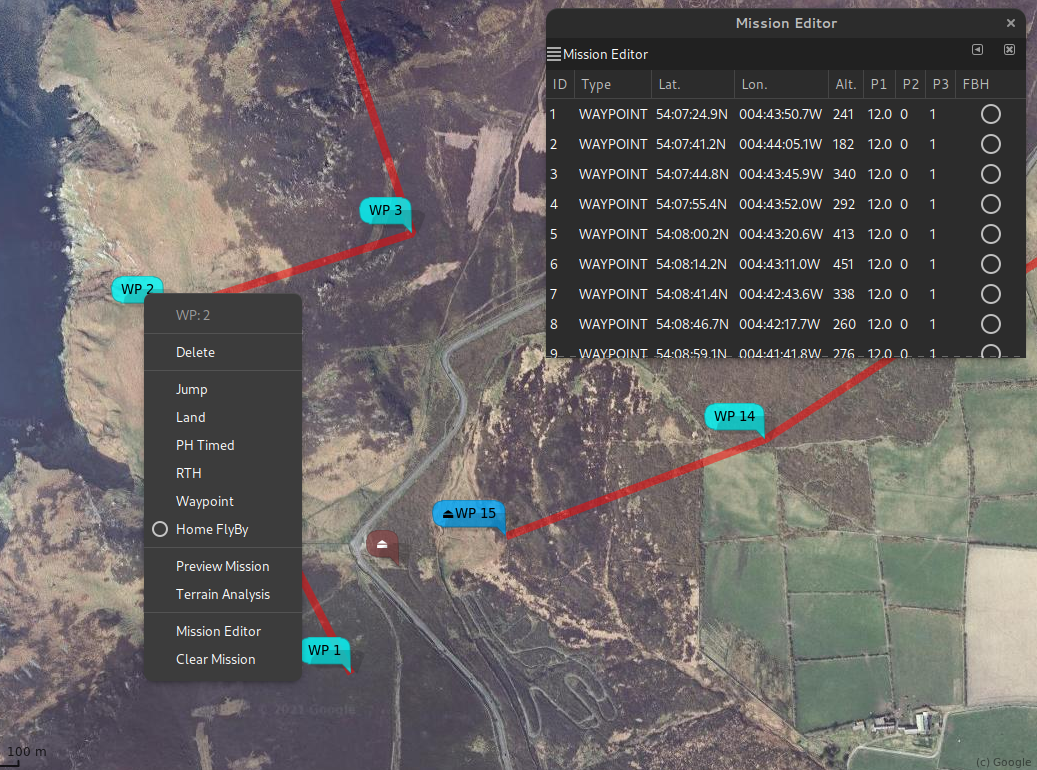 Mission Editor
Mission Editor
ID Type Lat. Lon. Alt. P1 P2 P3 FBH
1 WAYPOINT 54:07:24.9N 004:43:50.7W 241 12.0 0 1
2 WAYPOINT 54:07:41.2N 004:44:05.1W 182 12.0 0 1
3 WAYPOINT 54:07:44.8N 004:43:45.9W 340 12.0 0 1
4 WAYPOINT 54:07:55.4N 004:43:52.0W 292 12.0 0 1
5 WAYPOINT 54:08:00.2N 004:43:20.6W 413 12.0 0 1
6 WAYPOINT 54:08:14.2N 004:43:11.0W 451 12.0 0 1
7 WAYPOINT 54:08:41.4N 004:42:43.6W 338 12.0 0 1
8 WAYPOINT 54:08:46.7N 004:42:17.7W 260 12.0 0 1
9 WAYPOINT 54:08:59.1N 004:41:41.8W 276 12.0 0 1
WP 3
WP 2
WP: 2
Delete
Jump
Land
PH Timed
RTH
Waypoint
Home FlyBy
Preview Mission
Terrain Analysis
Mission Editor
Clear Mission
WP 14
⏏WP 15
⏏
WP 1
© 2021 Google
100 m
(c) Google